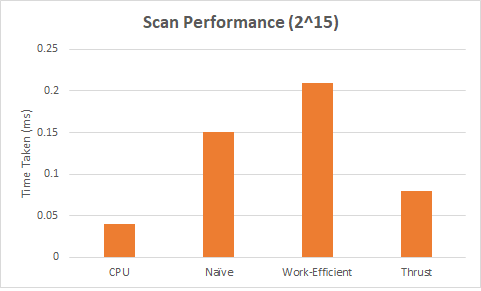 Scan Performance (2^15)
0.25
0.2
0.15
0.1
0.05
0
Time Taken (ms)
CPU
Naïve
Work-Efficient
Thrust